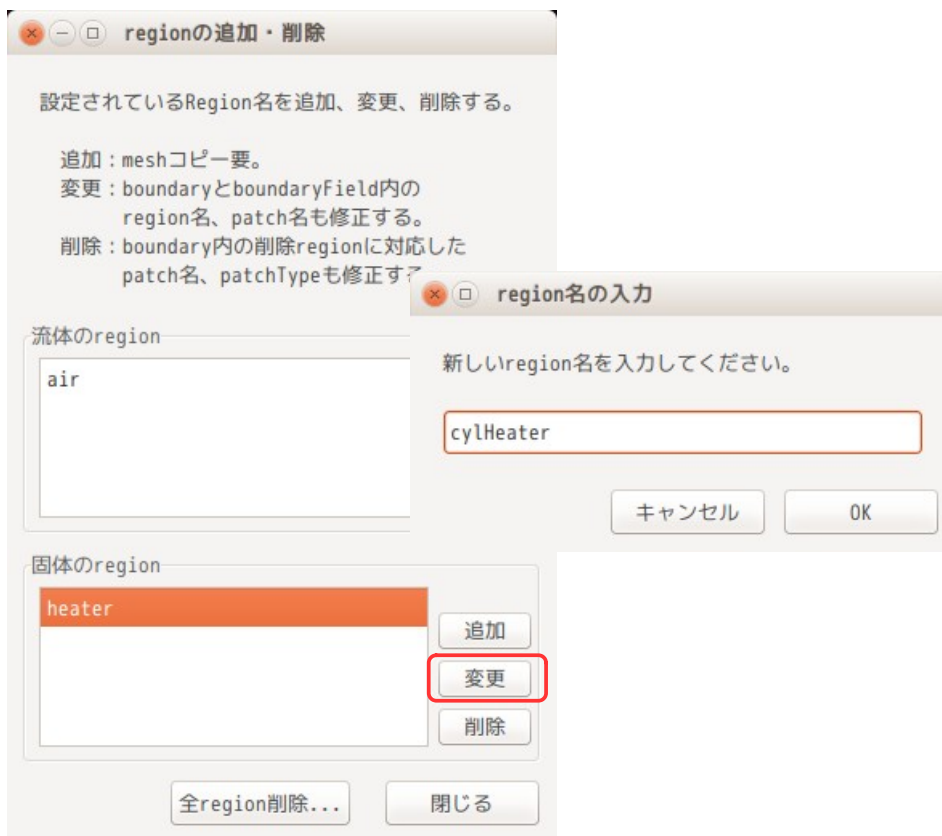 regionの追加・削除
設定されているRegion名を追加、変更、削除する。
追加：meshコピー要。
変更：boundaryとboundaryField内の
region名、patch名も修正する。
削除：boundary内の削除regionに対応した
patch名、patchTypeも修正す
流体のregion
air
region名の入力
新しいregion名を入力してください。
cylHeater
キャンセル
OK
固体のregion
heater
追加
変更
削除
全region削除...
閉じる